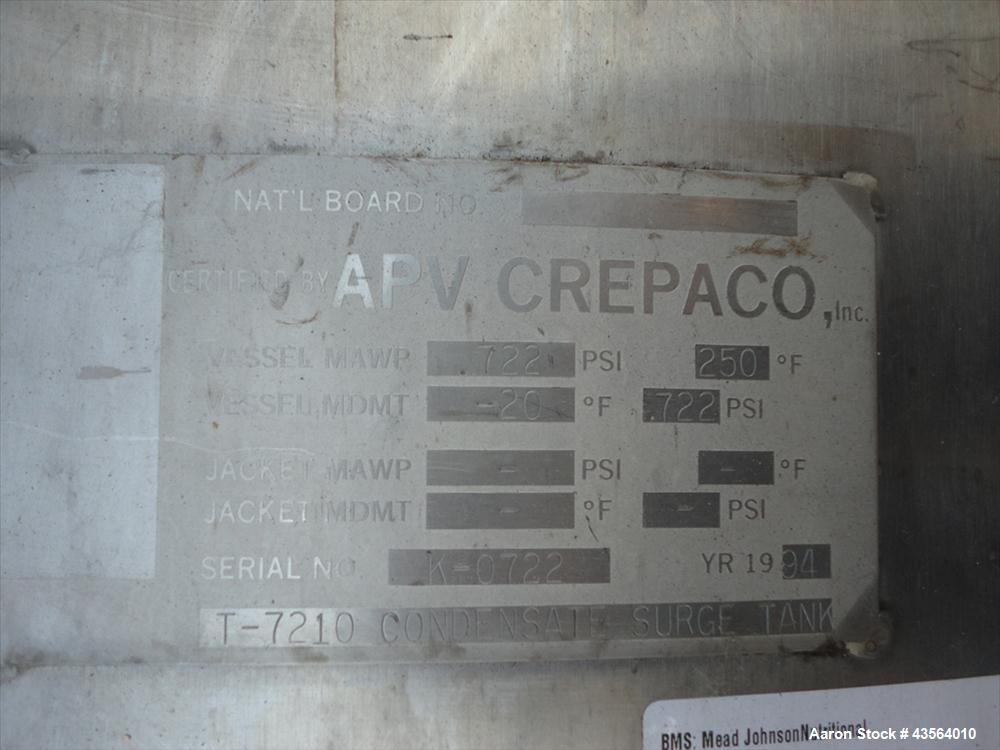 NAT'L BOARD NO
CERTIFIED BY APV CREPACO, Inc.
VESSEL MAWP 722 PSI 250 °F
VESSEL MDMT -20 °F 722 PSI
JACKET MAWP - PSI - °F
JACKET MDMT - °F - PSI
SERIAL NO K-0722 YR 1994
T-7210 CONDENSATE SURGE TANK
BMS: Mead JohnsonNutritional
Aaron Stock # 43564010